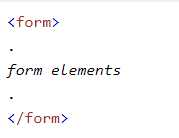 <form>
.
form elements
.
</form>